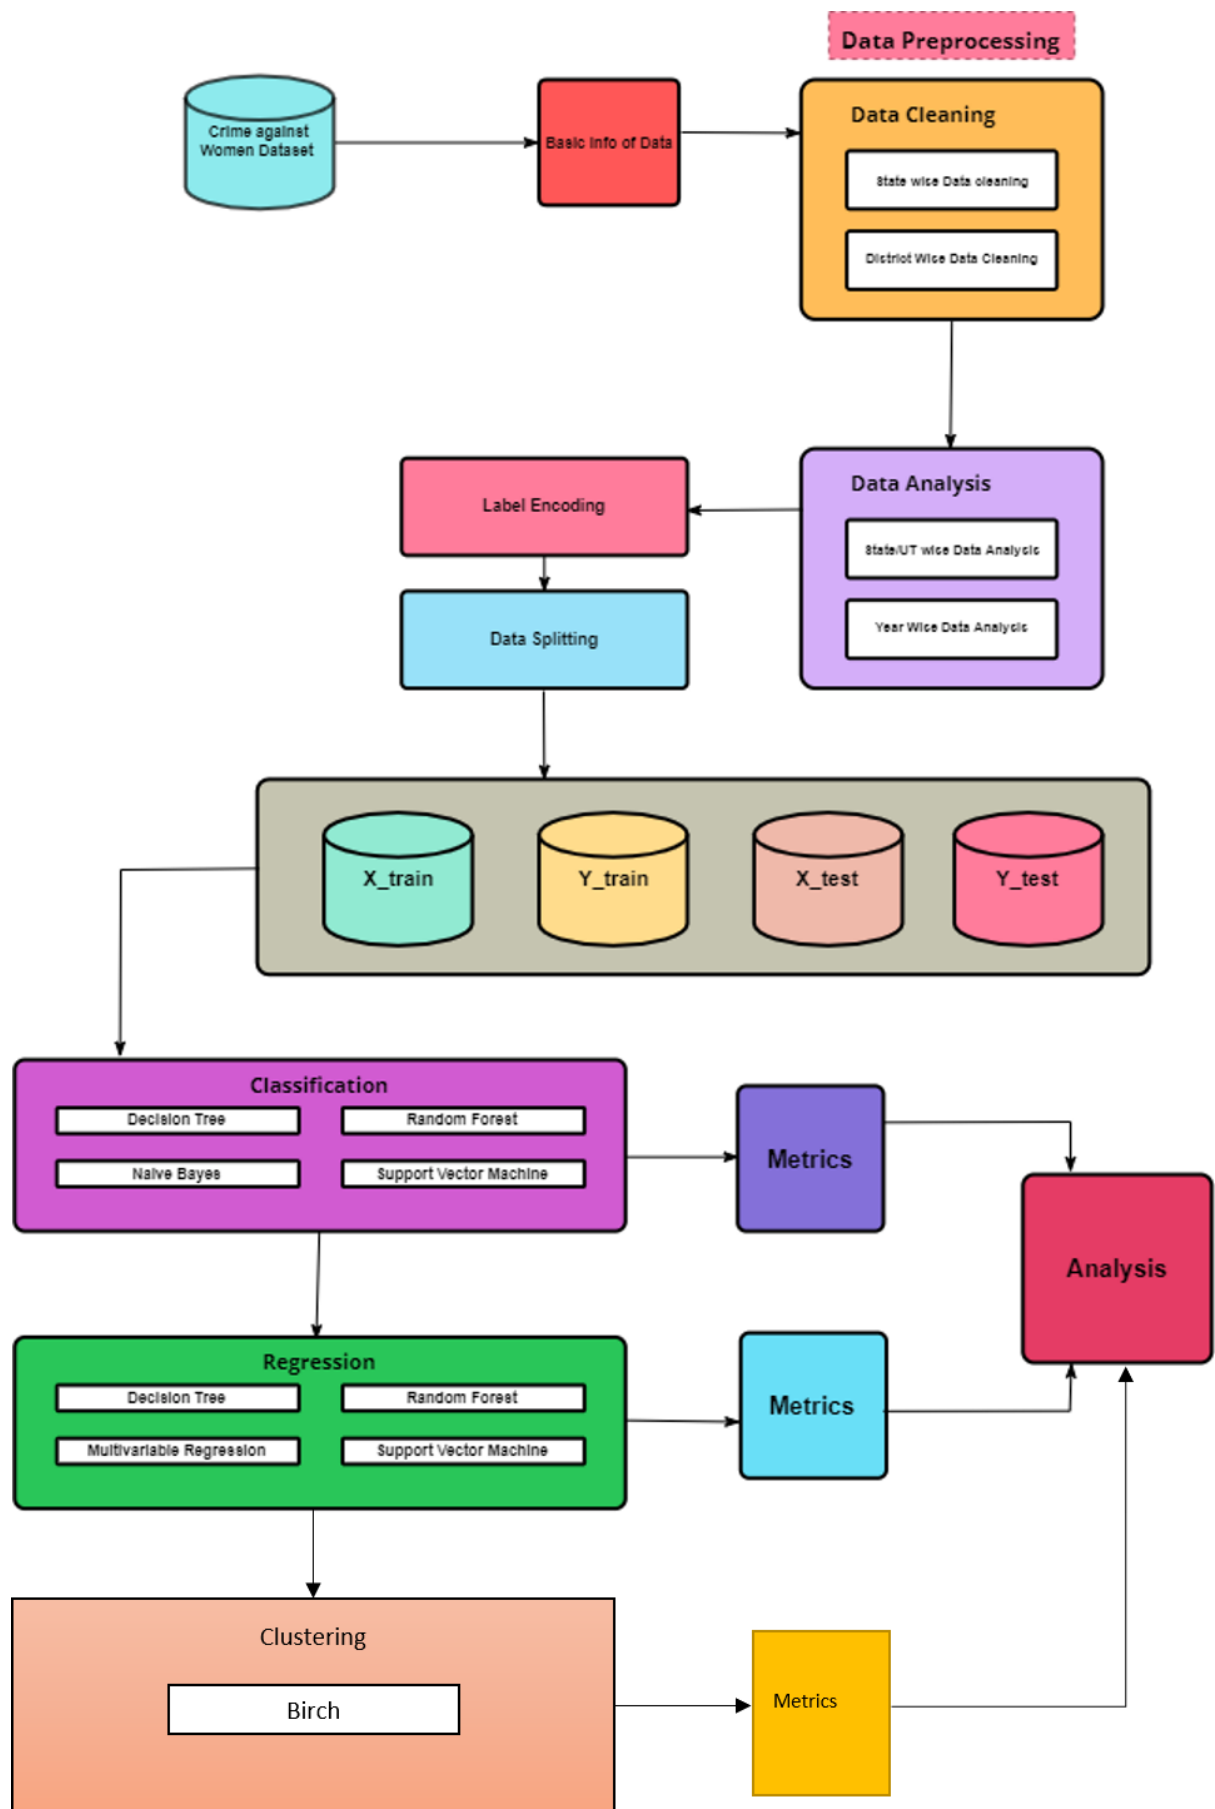 Data Preprocessing
Crime against
Women Dataset
Basic Info of Data
Data Cleaning
State wise Data cleaning
District Wise Data Cleaning
Data Analysis
State/UT wise Data Analysis
Year Wise Data Analysis
Label Encoding
Data Splitting
X_train
Y_train
X_test
Y_test
Classification
Decision Tree
Random Forest
Naive Bayes
Support Vector Machine
Metrics
Analysis
Regression
Decision Tree
Random Forest
Multivariable Regression
Support Vector Machine
Metrics
Clustering
Birch
Metrics